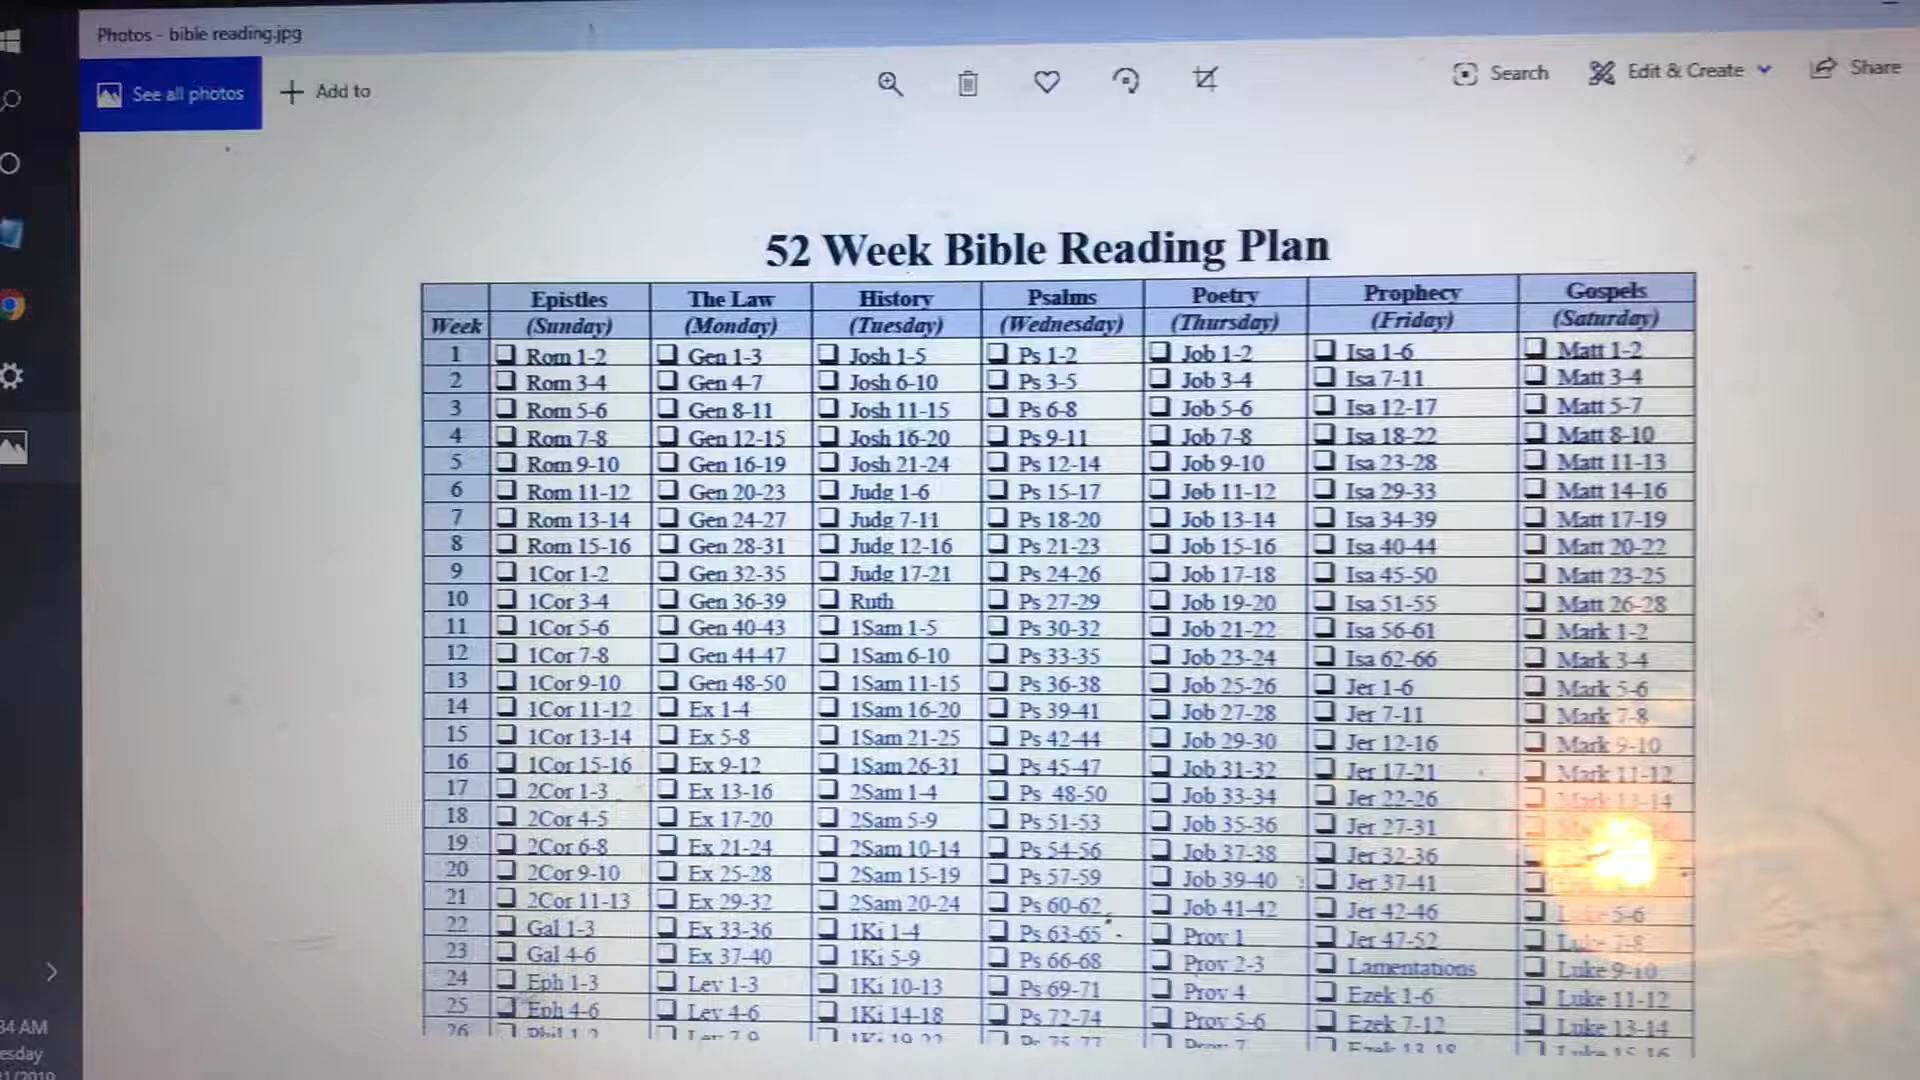 Photos - bible reading.jpg
See all photos
Add to
Search
Edit & Create
Share
52 Week Bible Reading Plan
Epistles The Law History Psalms Poetry Prophecy Gospels
Week (Sunday) (Monday) (Tuesday) (Wednesday) (Thursday) (Friday) (Saturday)
1 Rom 1-2 Gen 1-3 Josh 1-5 Ps 1-2 Job 1-2 Isa 1-6 Matt 1-2
2 Rom 3-4 Gen 4-7 Josh 6-10 Ps 3-5 Job 3-4 Isa 7-11 Matt 3-4
3 Rom 5-6 Gen 8-11 Josh 11-15 Ps 6-8 Job 5-6 Isa 12-17 Matt 5-7
4 Rom 7-8 Gen 12-15 Josh 16-20 Ps 9-11 Job 7-8 Isa 18-22 Matt 8-10
5 Rom 9-10 Gen 16-19 Josh 21-24 Ps 12-14 Job 9-10 Isa 23-28 Matt 11-13
6 Rom 11-12 Gen 20-23 Judg 1-6 Ps 15-17 Job 11-12 Isa 29-33 Matt 14-16
7 Rom 13-14 Gen 24-27 Judg 7-11 Ps 18-20 Job 13-14 Isa 34-39 Matt 17-19
8 Rom 15-16 Gen 28-31 Judg 12-16 Ps 21-23 Job 15-16 Isa 40-44 Matt 20-22
9 1Cor 1-2 Gen 32-35 Judg 17-21 Ps 24-26 Job 17-18 Isa 45-50 Matt 23-25
10 1Cor 3-4 Gen 36-39 Ruth Ps 27-29 Job 19-20 Isa 51-55 Matt 26-28
11 1Cor 5-6 Gen 40-43 1Sam 1-5 Ps 30-32 Job 21-22 Isa 56-61 Mark 1-2
12 1Cor 7-8 Gen 44-47 1Sam 6-10 Ps 33-35 Job 23-24 Isa 62-66 Mark 3-4
13 1Cor 9-10 Gen 48-50 1Sam 11-15 Ps 36-38 Job 25-26 Jer 1-6 Mark 5-6
14 1Cor 11-12 Ex 1-4 1Sam 16-20 Ps 39-41 Job 27-28 Jer 7-11 Mark 7-8
15 1Cor 13-14 Ex 5-8 1Sam 21-25 Ps 42-44 Job 29-30 Jer 12-16 Mark 9-10
16 1Cor 15-16 Ex 9-12 1Sam 26-31 Ps 45-47 Job 31-32 Jer 17-21 Mark 11-12
17 2Cor 1-3 Ex 13-16 2Sam 1-4 Ps 48-50 Job 33-34 Jer 22-26 Mark 13-14
18 2Cor 4-5 Ex 17-20 2Sam 5-9 Ps 51-53 Job 35-36 Jer 27-31
19 2Cor 6-8 Ex 21-24 2Sam 10-14 Ps 54-56 Job 37-38 Jer 32-36
20 2Cor 9-10 Ex 25-28 2Sam 15-19 Ps 57-59 Job 39-40 Jer 37-41
21 2Cor 11-13 Ex 29-32 2Sam 20-24 Ps 60-62 Job 41-42 Jer 42-46 Luke 5-6
22 Gal 1-3 Ex 33-36 1Ki 1-4 Ps 63-65 Prov 1 Jer 47-52 Luke 7-8
23 Gal 4-6 Ex 37-40 1Ki 5-9 Ps 66-68 Prov 2-3 Lamentations Luke 9-10
24 Eph 1-3 Lev 1-3 1Ki 10-13 Ps 69-71 Prov 4 Ezek 1-6 Luke 11-12
25 Eph 4-6 Lev 4-6 1Ki 14-18 Ps 72-74 Prov 5-6 Ezek 7-12 Luke 13-14
26
34 AM
esday